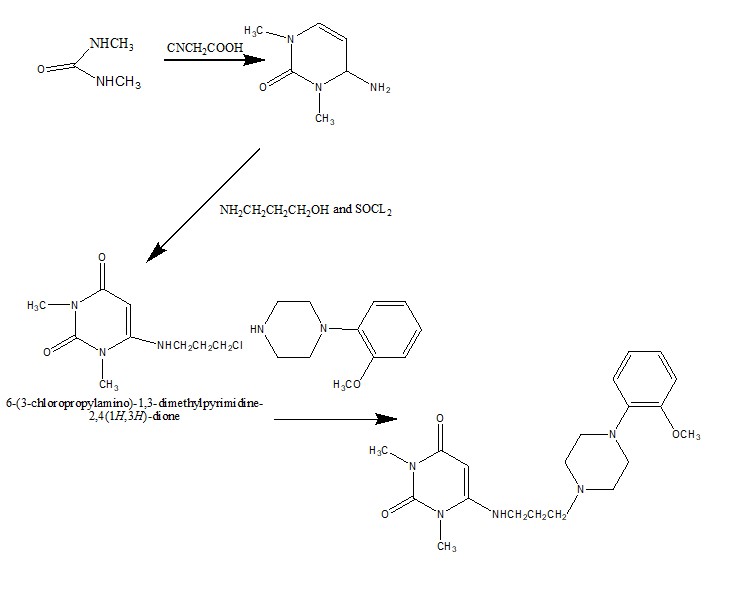 NHCH3
O
NHCH3
CNCH2COOH
H3C
N
O
N
NH2
CH3
NH2CH2CH2CH2OH and SOCL2
O
H3C
N
O
N
NHCH2CH2CH2Cl
CH3
HN
N
H3CO
6-(3-chloropropylamino)-1,3-dimethylpyrimidine-
2,4(1H,3H)-dione
O
H3C
N
O
N
NHCH2CH2CH2
CH3
N
N
OCH3